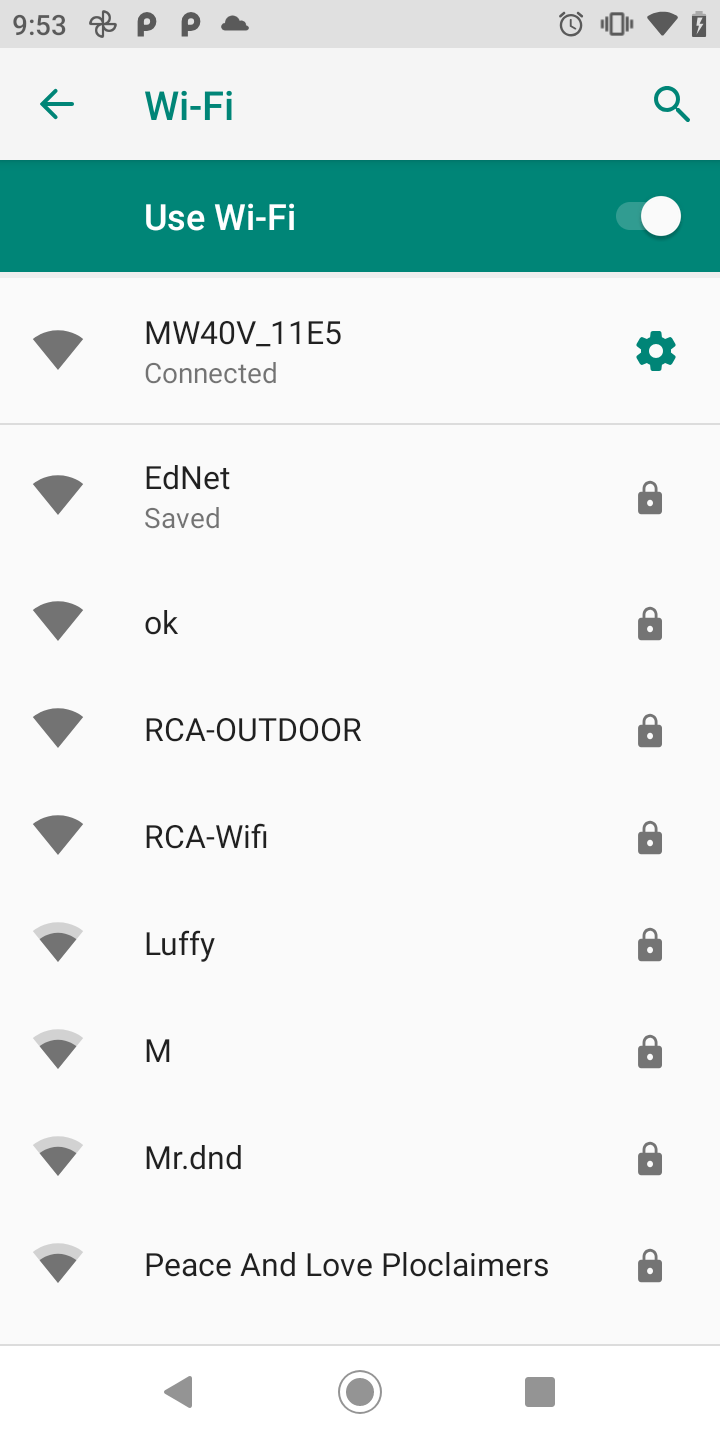 9:53
Wi-Fi
Use Wi-Fi
MW40V_11E5
Connected
EdNet
Saved
ok
RCA-OUTDOOR
RCA-Wifi
Luffy
M
Mr.dnd
Peace And Love Ploclaimers